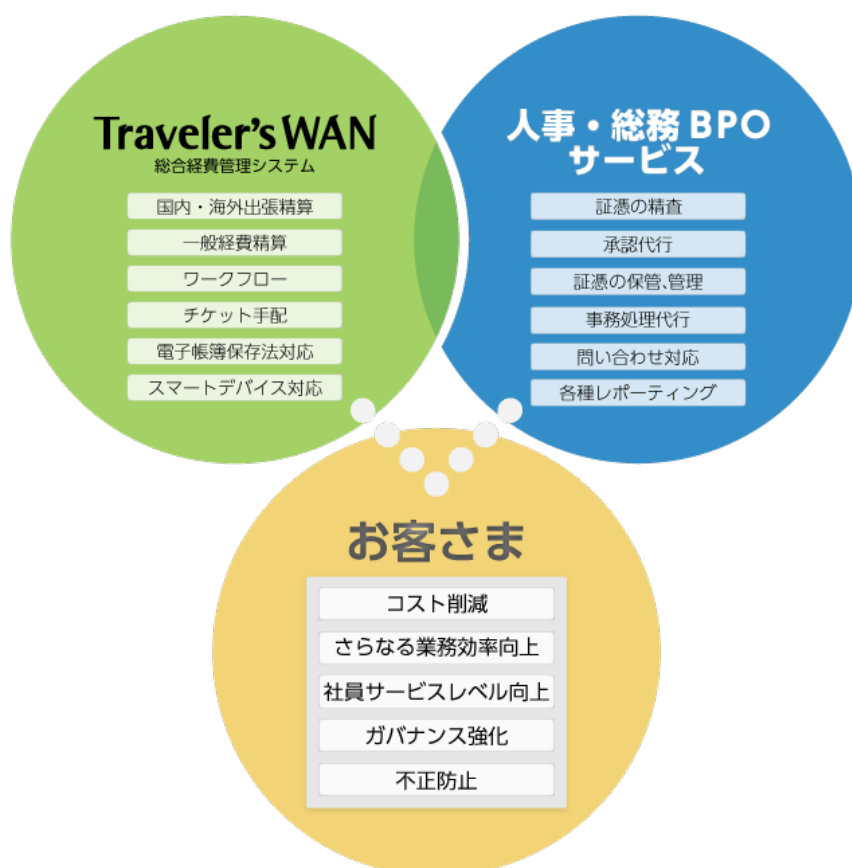 Traveler's WAN
総合経費管理システム
国内・海外出張精算
一般経費精算
ワークフロー
チケット手配
電子帳簿保存法対応
スマートデバイス対応
人事・総務 BPO
サービス
証憑の精査
承認代行
証憑の保管、管理
事務処理代行
問い合わせ対応
各種レポーティング
お客さま
コスト削減
さらなる業務効率向上
社員サービスレベル向上
ガバナンス強化
不正防止